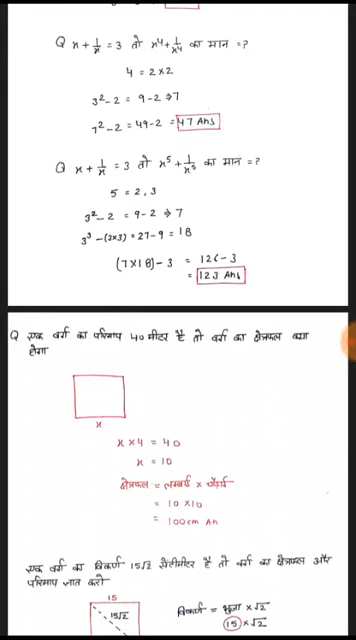 Q x + 1/x = 3 तो x⁴ + 1/x⁴ का मान = ?
4 = 2×2
3² - 2 = 9 - 2 ⇒ 7
7² - 2 = 49 - 2 = 47 Ans
Q x + 1/x = 3 तो x⁵ + 1/x⁵ का मान = ?
5 = 2, 3
3² - 2 = 9 - 2 ⇒ 7
3³ - (3×3) = 27 - 9 = 18
(7×18) - 3 = 126 - 3
= 123 Ans
Q एक वर्ग का परिमाप 40 मीटर है तो वर्ग का क्षेत्रफल क्या
होगा
x
x × 4 = 40
x = 10
क्षेत्रफल = लम्बाई × चौड़ाई
= 10 × 10
= 100cm An
एक वर्ग का विकर्ण 15√2 सेंटीमीटर है तो वर्ग का क्षेत्रफल और
परिमाप ज्ञात करो
15
15√2
विकर्ण = भुजा × √2
15 × √2